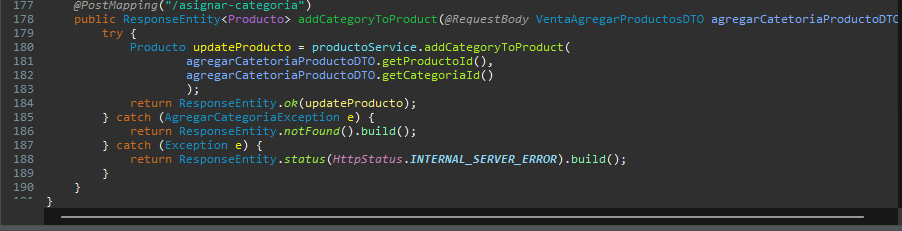 177 @PostMapping("/asignar-categoria")
178 public ResponseEntity<Producto> addCategoryToProduct(@RequestBody VentaAgregarProductosDTO agregarCatetoriaProductoDTO
179 try {
180 Producto updateProducto = productoService.addCategoryToProduct(
181 agregarCatetoriaProductoDTO.getProductoId(),
182 agregarCatetoriaProductoDTO.getCategoriaId()
183 );
184 return ResponseEntity.ok(updateProducto);
185 } catch (AgregarCategoriaException e) {
186 return ResponseEntity.notFound().build();
187 } catch (Exception e) {
188 return ResponseEntity.status(HttpStatus.INTERNAL_SERVER_ERROR).build();
189 }
190 }
191 }